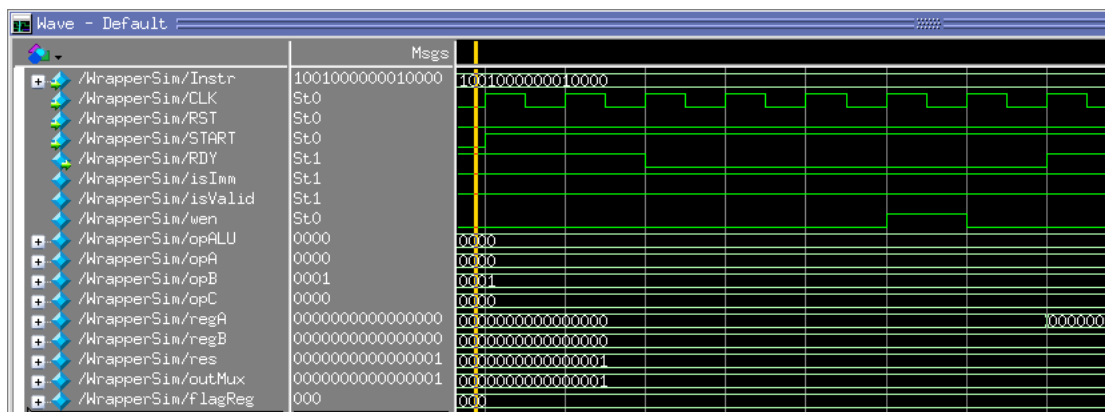 Wave - Default
Msgs
/WrapperSim/Instr 1001000000010000 1001000000010000
/WrapperSim/CLK St0
/WrapperSim/RST St0
/WrapperSim/START St0
/WrapperSim/RDY St1
/WrapperSim/isImm St1
/WrapperSim/isValid St1
/WrapperSim/wen St0
/WrapperSim/opALU 0000 0000
/WrapperSim/opA 0000 0000
/WrapperSim/opB 0001 0001
/WrapperSim/opC 0000 0000
/WrapperSim/regA 0000000000000000 0000000000000000 000000
/WrapperSim/regB 0000000000000000 0000000000000000
/WrapperSim/res 0000000000000001 0000000000000001
/WrapperSim/outMux 0000000000000001 0000000000000001
/WrapperSim/flagReg 000 000